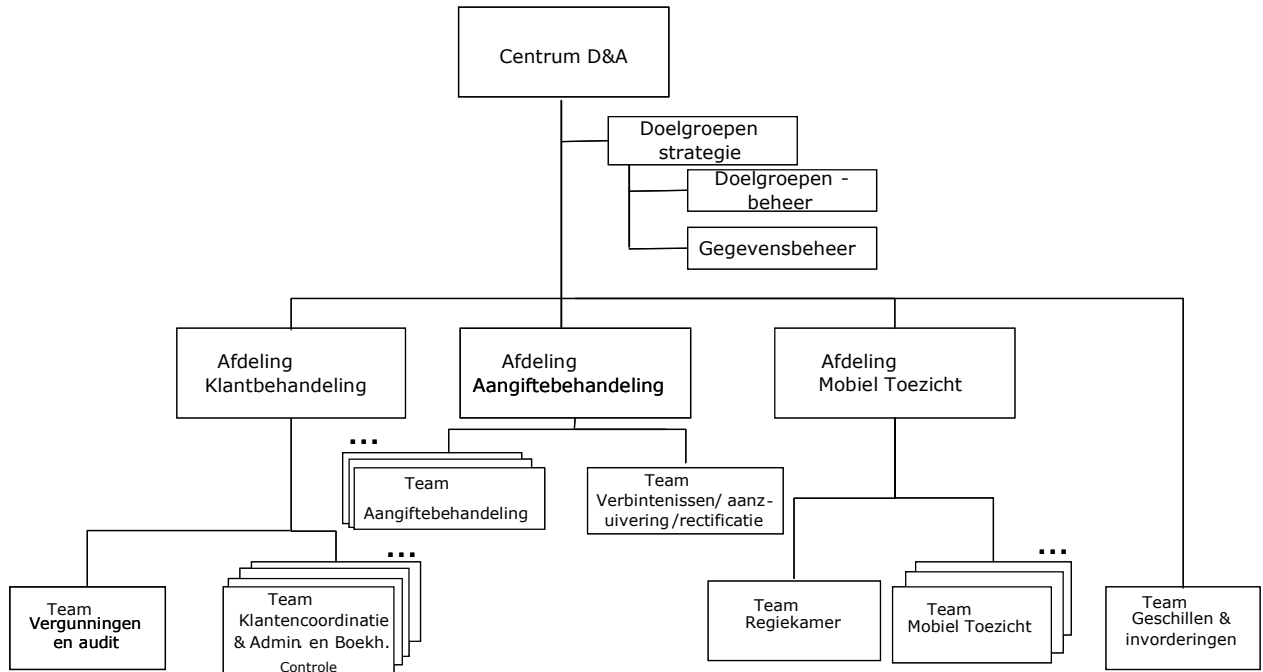 Centrum D&A
Doelgroepen
strategie
Doelgroepen -
beheer
Gegevensbeheer
Afdeling
Klantbehandeling
Afdeling
Aangiftebehandeling
Afdeling
Mobiel Toezicht
...
Team
Aangiftebehandeling
Team
Verbintenissen/ aanz-
uivering/rectificatie
Team
Vergunningen
en audit
...
Team
Klantencoordinatie
& Admin. en Boekh.
Controle
Team
Regiekamer
...
Team
Mobiel Toezicht
Team
Geschillen &
invorderingen